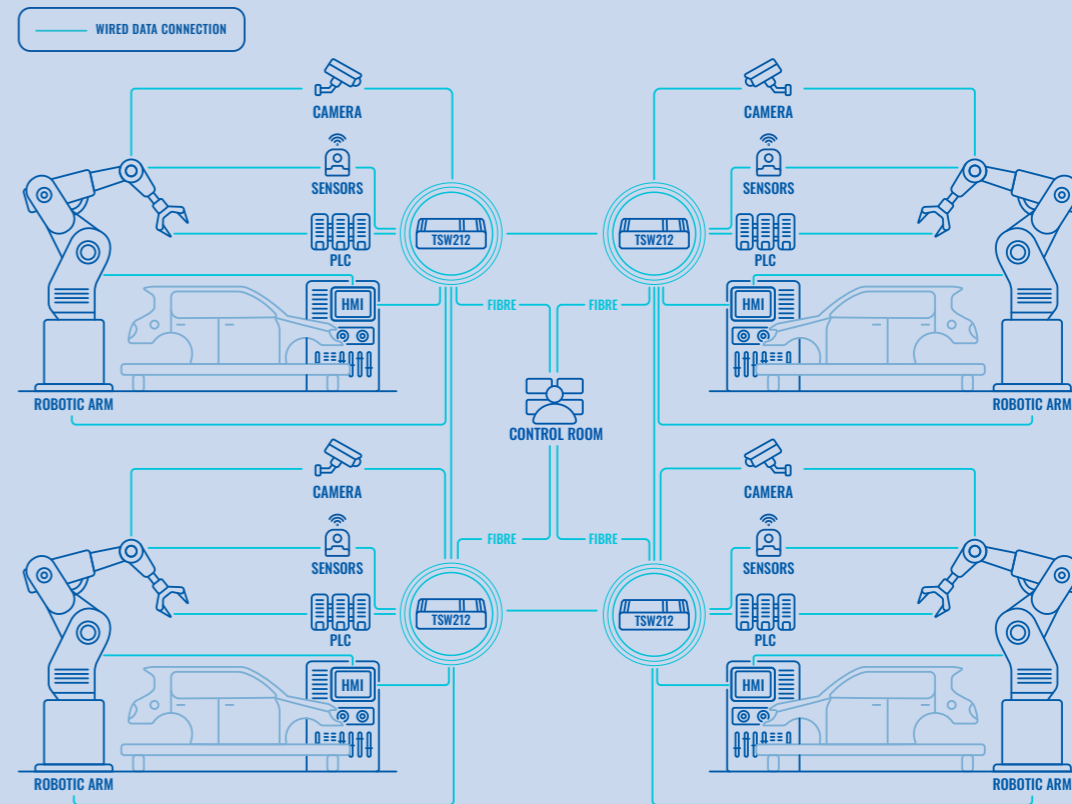 WIRED DATA CONNECTION
CAMERA
CAMERA
SENSORS
SENSORS
TSW212
TSW212
PLC
PLC
HMI
FIBRE
FIBRE
HMI
ROBOTIC ARM
ROBOTIC ARM
CONTROL ROOM
CAMERA
CAMERA
FIBRE
FIBRE
SENSORS
SENSORS
TSW212
TSW212
PLC
PLC
HMI
HMI
ROBOTIC ARM
ROBOTIC ARM